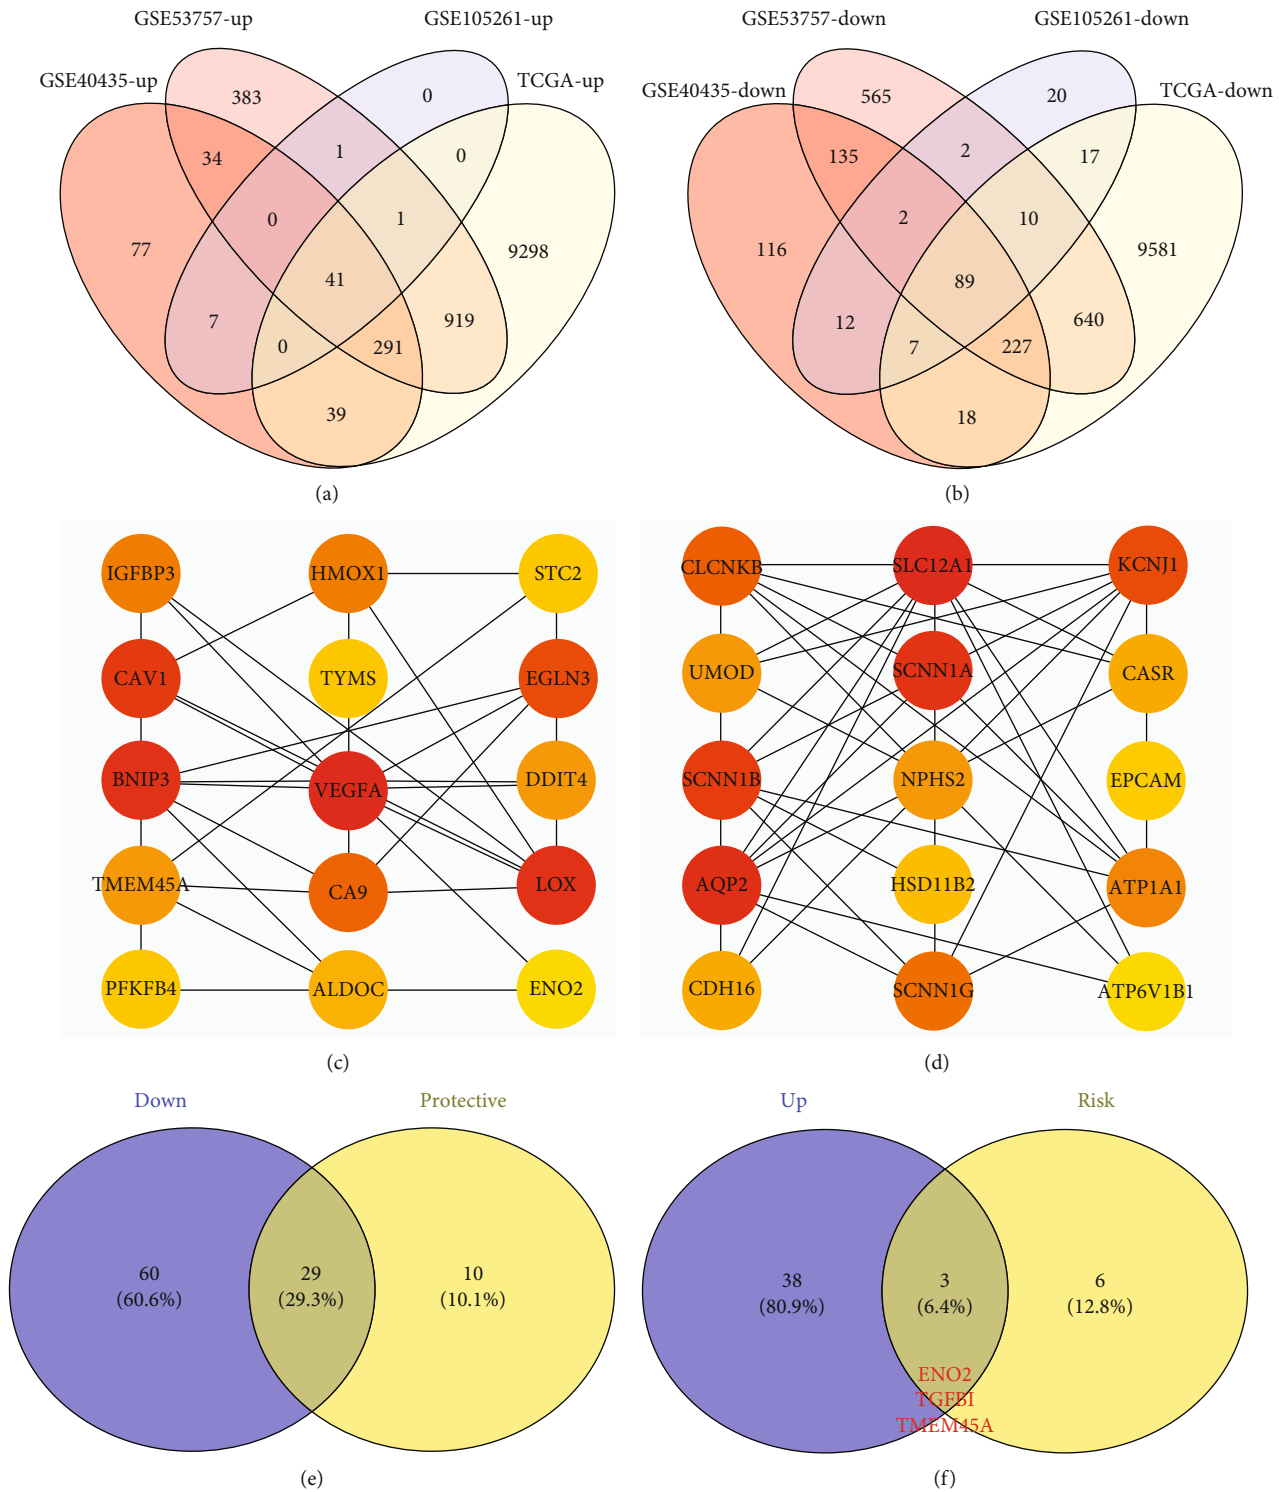 GSE53757-up
GSE105261-up
GSE40435-up
TCGA-up
383
0
34
1
0
0
1
77
9298
41
7
919
0
291
39
(a)
GSE53757-down
GSE105261-down
GSE40435-down
TCGA-down
565
20
135
2
17
2
10
116
9581
89
12
640
7
227
18
(b)
IGFBP3
HMOX1
STC2
CAV1
TYMS
EGLN3
BNIP3
VEGFA
DDIT4
TMEM45A
CA9
LOX
PFKFB4
ALDOC
ENO2
(c)
CLCNKB
SLC12A1
KCNJ1
UMOD
SCNN1A
CASR
SCNN1B
NPHS2
EPCAM
AQP2
HSD11B2
ATP1A1
CDH16
SCNN1G
ATP6V1B1
(d)
Down
Protective
60
(60.6%)
29
(29.3%)
10
(10.1%)
(e)
Up
Risk
38
(80.9%)
3
(6.4%)
6
(12.8%)
ENO2
TGFBI
TMEM45A
(f)